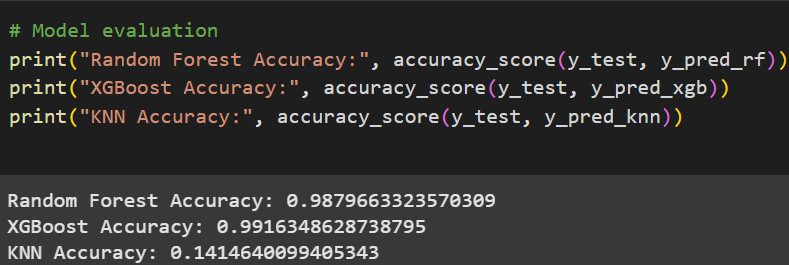 # Model evaluation
print("Random Forest Accuracy:", accuracy_score(y_test, y_pred_rf))
print("XGBoost Accuracy:", accuracy_score(y_test, y_pred_xgb))
print("KNN Accuracy:", accuracy_score(y_test, y_pred_knn))
Random Forest Accuracy: 0.9879663323570309
XGBoost Accuracy: 0.9916348628738795
KNN Accuracy: 0.1414640099405343